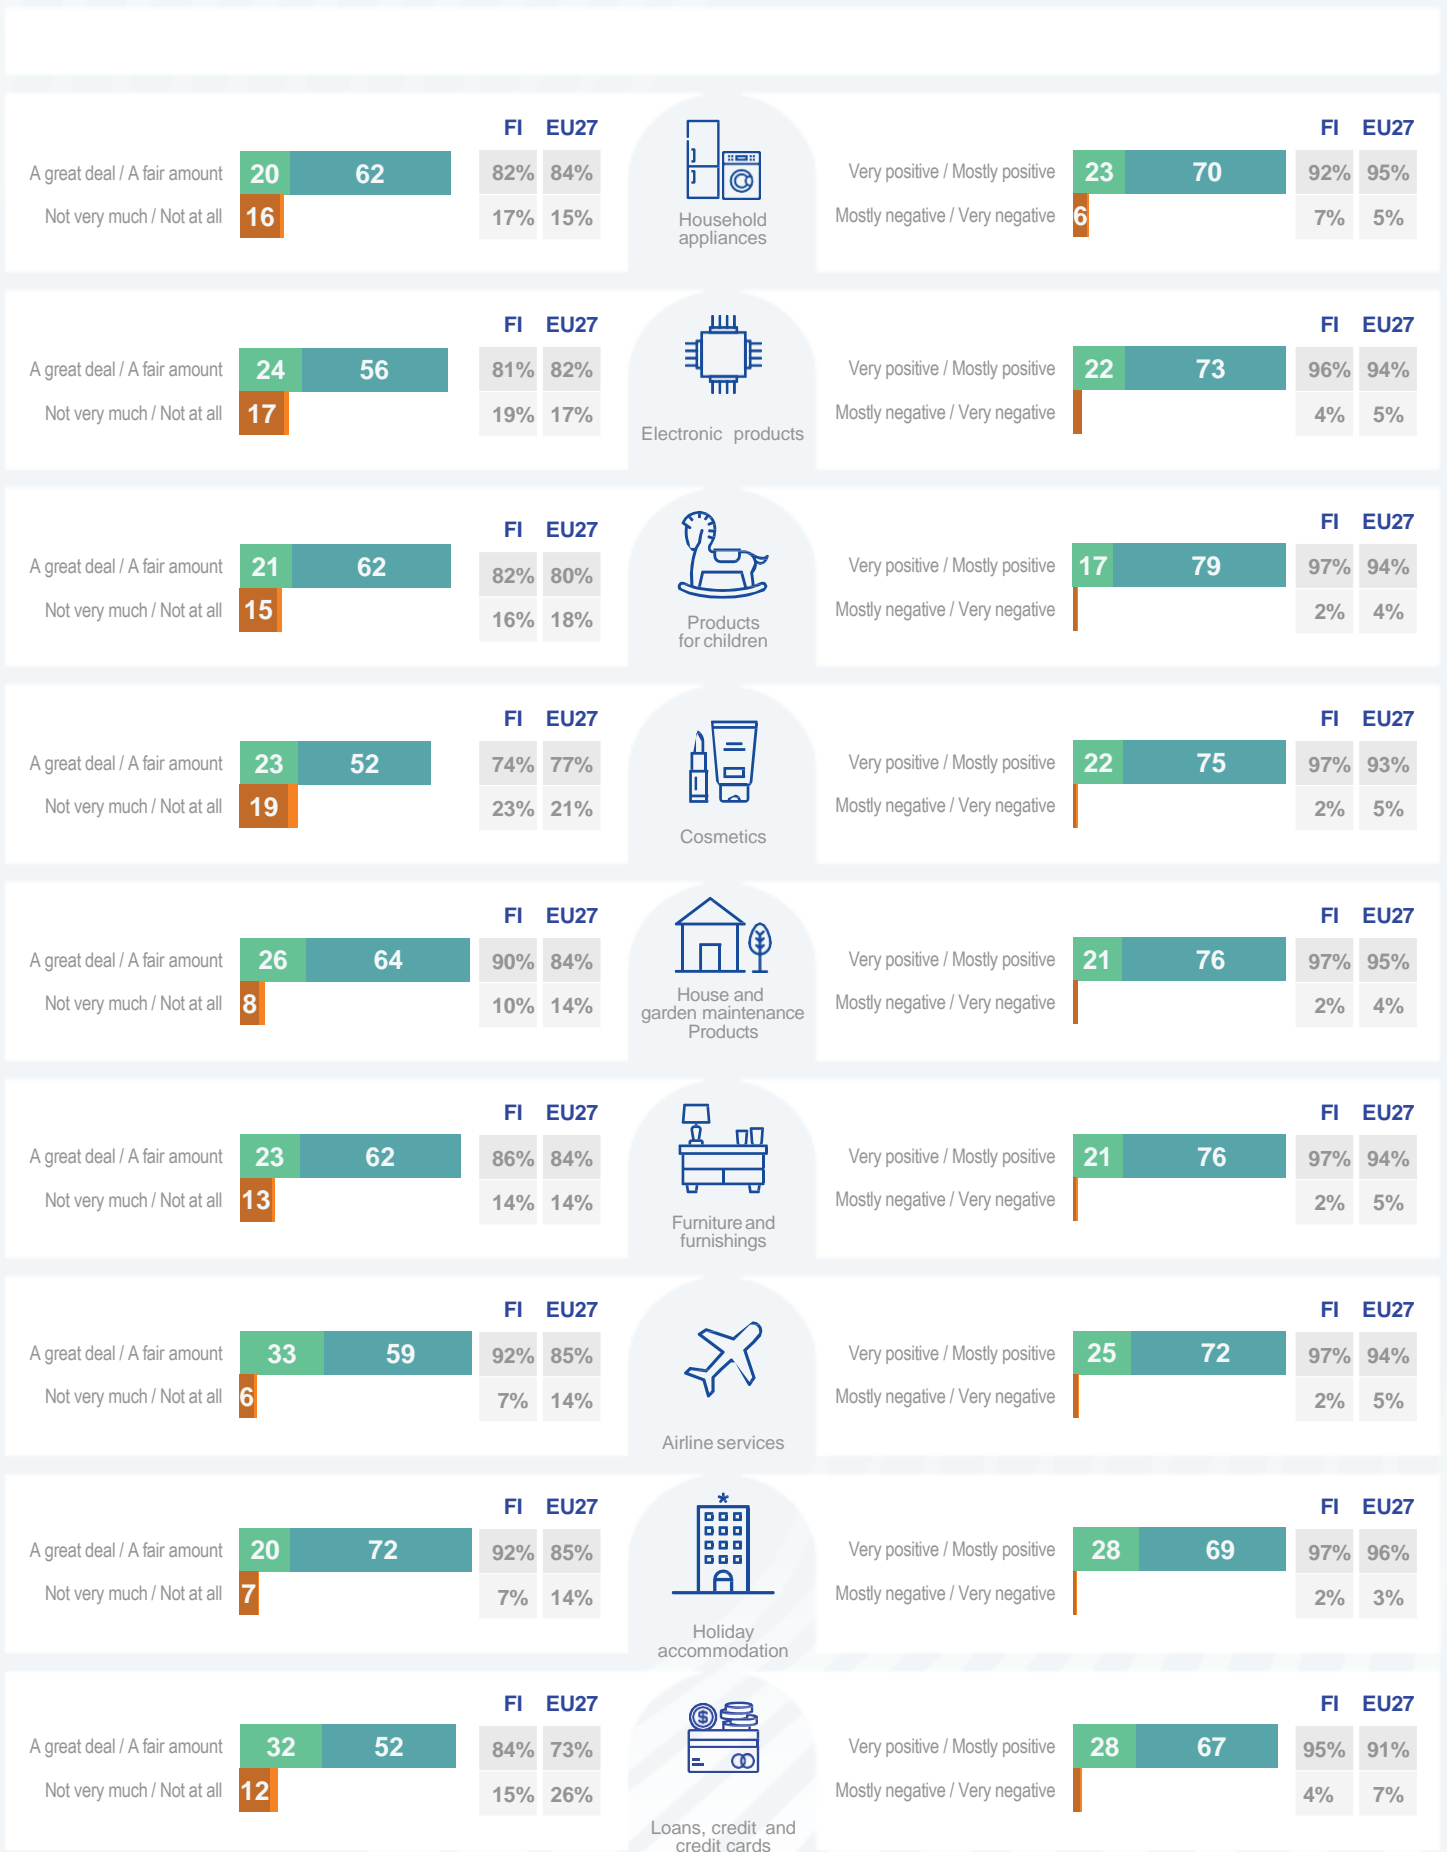 FI EU27
A great deal / A fair amount 20 62 82% 84%
Not very much / Not at all 16 17% 15%
Household
appliances
FI EU27
Very positive / Mostly positive 23 70 92% 95%
Mostly negative / Very negative 6 7% 5%
FI EU27
A great deal / A fair amount 24 56 81% 82%
Not very much / Not at all 17 19% 17%
Electronic products
FI EU27
Very positive / Mostly positive 22 73 96% 94%
Mostly negative / Very negative 4% 5%
FI EU27
A great deal / A fair amount 21 62 82% 80%
Not very much / Not at all 15 16% 18%
Products
for children
FI EU27
Very positive / Mostly positive 17 79 97% 94%
Mostly negative / Very negative 2% 4%
FI EU27
A great deal / A fair amount 23 52 74% 77%
Not very much / Not at all 19 23% 21%
Cosmetics
FI EU27
Very positive / Mostly positive 22 75 97% 93%
Mostly negative / Very negative 2% 5%
FI EU27
A great deal / A fair amount 26 64 90% 84%
Not very much / Not at all 8 10% 14%
House and
garden maintenance
Products
FI EU27
Very positive / Mostly positive 21 76 97% 95%
Mostly negative / Very negative 2% 4%
FI EU27
A great deal / A fair amount 23 62 86% 84%
Not very much / Not at all 13 14% 14%
Furniture and
furnishings
FI EU27
Very positive / Mostly positive 21 76 97% 94%
Mostly negative / Very negative 2% 5%
FI EU27
A great deal / A fair amount 33 59 92% 85%
Not very much / Not at all 6 7% 14%
Airline services
FI EU27
Very positive / Mostly positive 25 72 97% 94%
Mostly negative / Very negative 2% 5%
FI EU27
A great deal / A fair amount 20 72 92% 85%
Not very much / Not at all 7 7% 14%
Holiday
accommodation
FI EU27
Very positive / Mostly positive 28 69 97% 96%
Mostly negative / Very negative 2% 3%
FI EU27
A great deal / A fair amount 32 52 84% 73%
Not very much / Not at all 12 15% 26%
$
Loans, credit and
credit cards
FI EU27
Very positive / Mostly positive 28 67 95% 91%
Mostly negative / Very negative 4% 7%